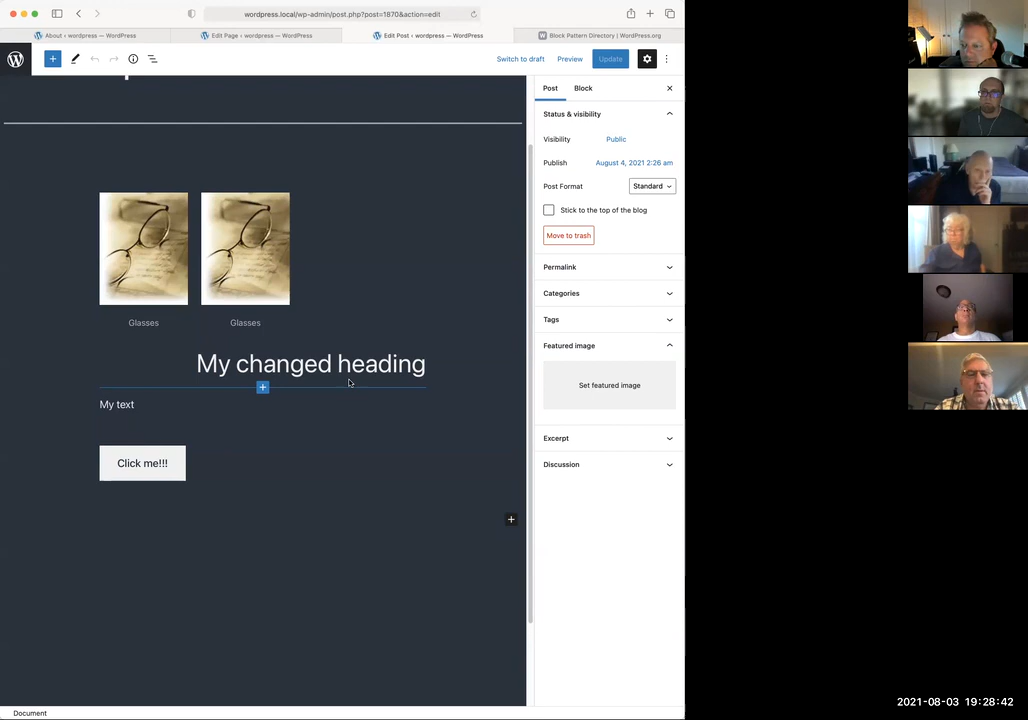 wordpress.local/wp-admin/post.php?post=1870&action=edit
About ‹ wordpress — WordPress
Edit Page ‹ wordpress — WordPress
Edit Post ‹ wordpress — WordPress
Block Pattern Directory | WordPress.org
Switch to draft
Preview
Update
Post
Block
Status & visibility
Visibility
Public
Publish
August 4, 2021 2:26 am
Post Format
Standard
Stick to the top of the blog
Move to trash
Permalink
Categories
Tags
Featured image
Set featured image
Excerpt
Discussion
Glasses
Glasses
My changed heading
My text
Click me!!!
Document
2021-08-03 19:28:42